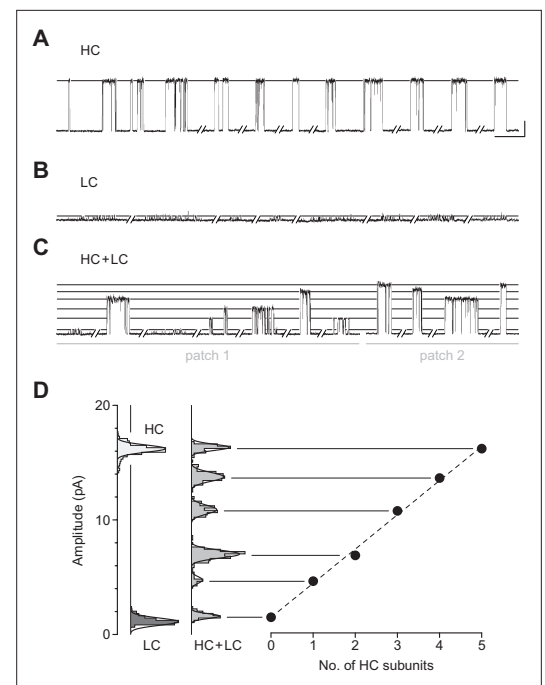 A
HC
B
LC
C
HC+LC
patch 1
patch 2
D
20
10
0
Amplitude (pA)
HC
LC
HC+LC
0 1 2 3 4 5
No. of HC subunits